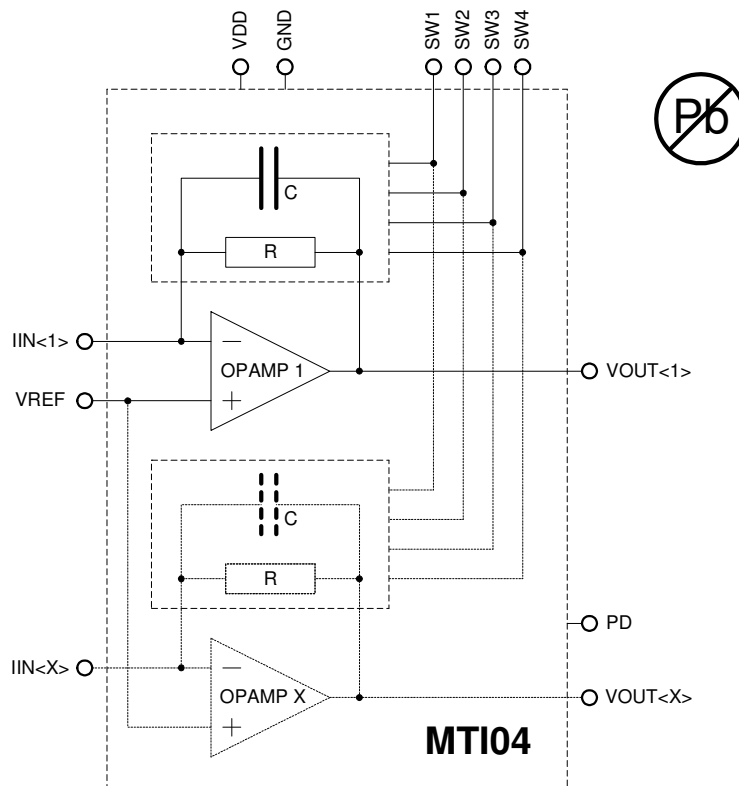 VDD
GND
SW1
SW2
SW3
SW4
Pb
C
R
IIN<1>
OPAMP 1
VOUT<1>
VREF
C
R
PD
IIN<X>
OPAMP X
VOUT<X>
MTI04